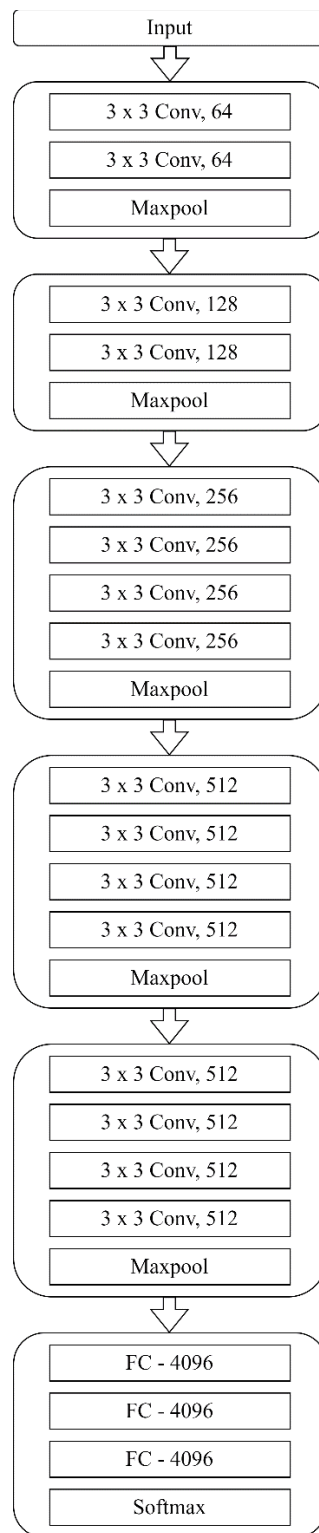 Input
3 x 3 Conv, 64
3 x 3 Conv, 64
Maxpool
3 x 3 Conv, 128
3 x 3 Conv, 128
Maxpool
3 x 3 Conv, 256
3 x 3 Conv, 256
3 x 3 Conv, 256
3 x 3 Conv, 256
Maxpool
3 x 3 Conv, 512
3 x 3 Conv, 512
3 x 3 Conv, 512
3 x 3 Conv, 512
Maxpool
3 x 3 Conv, 512
3 x 3 Conv, 512
3 x 3 Conv, 512
3 x 3 Conv, 512
Maxpool
FC - 4096
FC - 4096
FC - 4096
Softmax